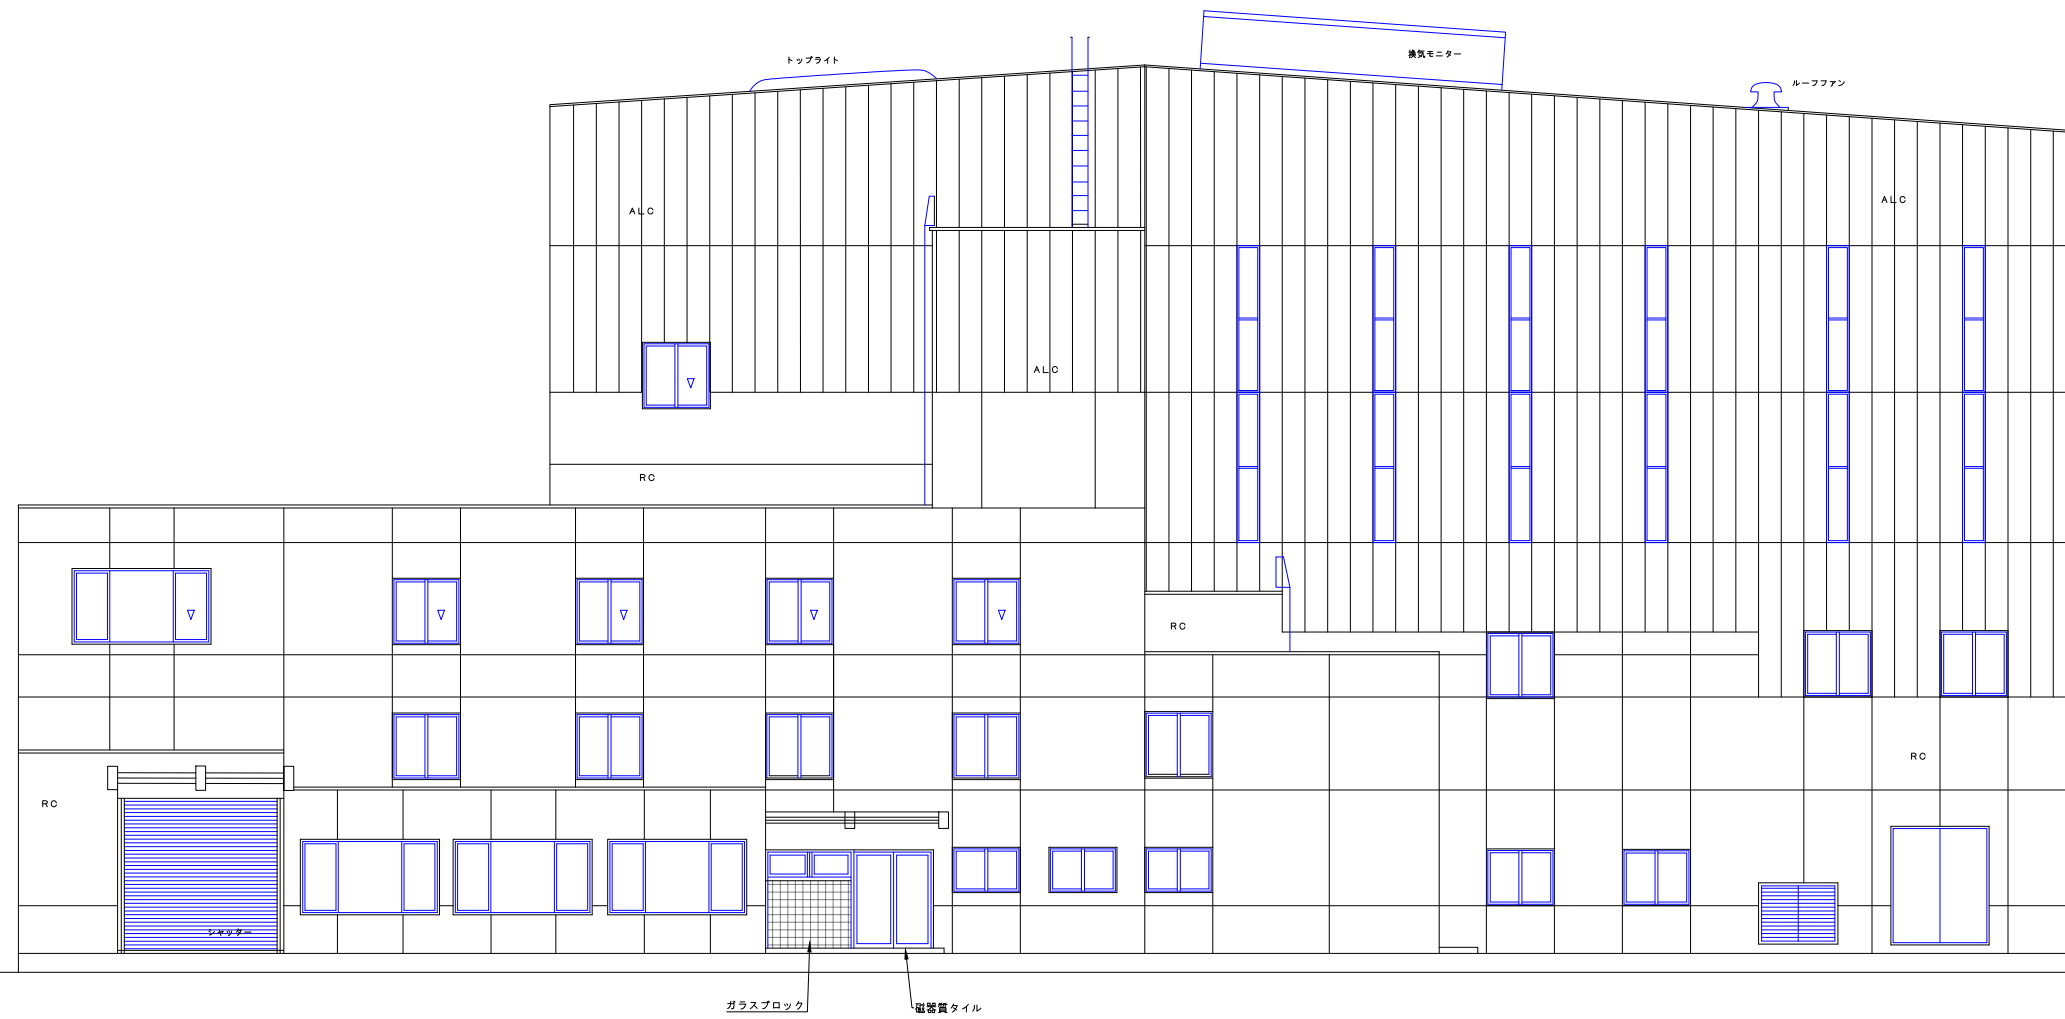 換気モニター
トップライト
ルーフファン
ALC
ALC
ALC
RC
RC
RC
RC
シャッター
ガラスブロック
磁器質タイル